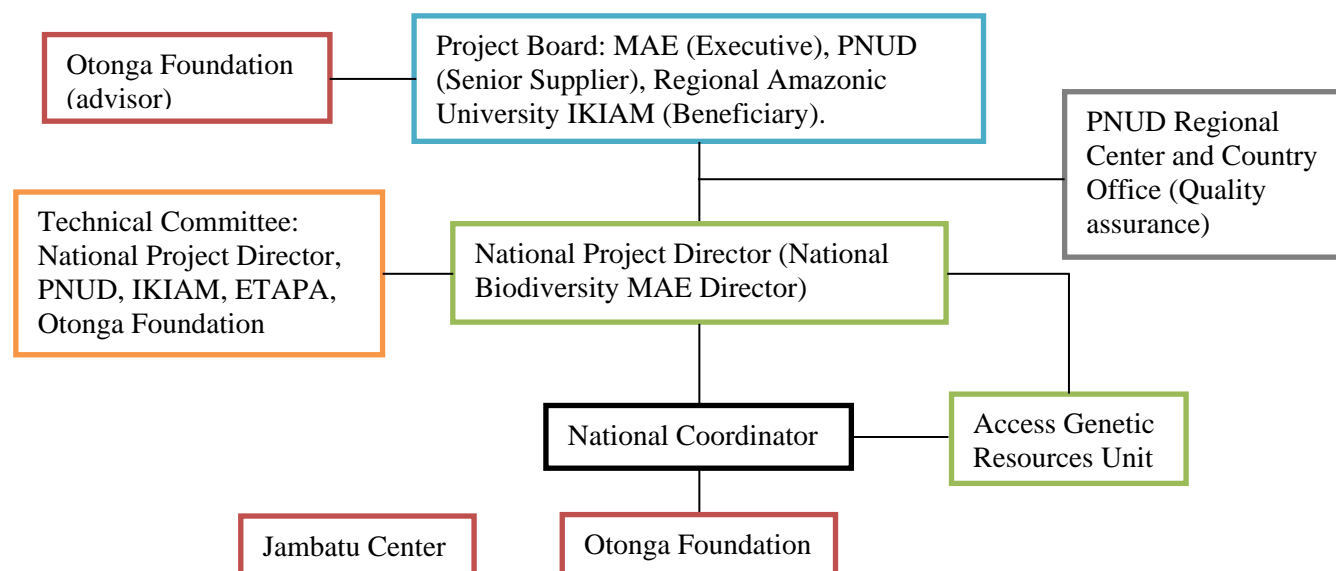 Otonga Foundation
(advisor)
Project Board: MAE (Executive), PNUD
(Senior Supplier), Regional Amazonic
University IKIAM (Beneficiary).
PNUD Regional
Center and Country
Office (Quality
assurance)
Technical Committee:
National Project Director,
PNUD, IKIAM, ETAPA,
Otonga Foundation
National Project Director (National
Biodiversity MAE Director)
National Coordinator
Access Genetic
Resources Unit
Jambatu Center
Otonga Foundation